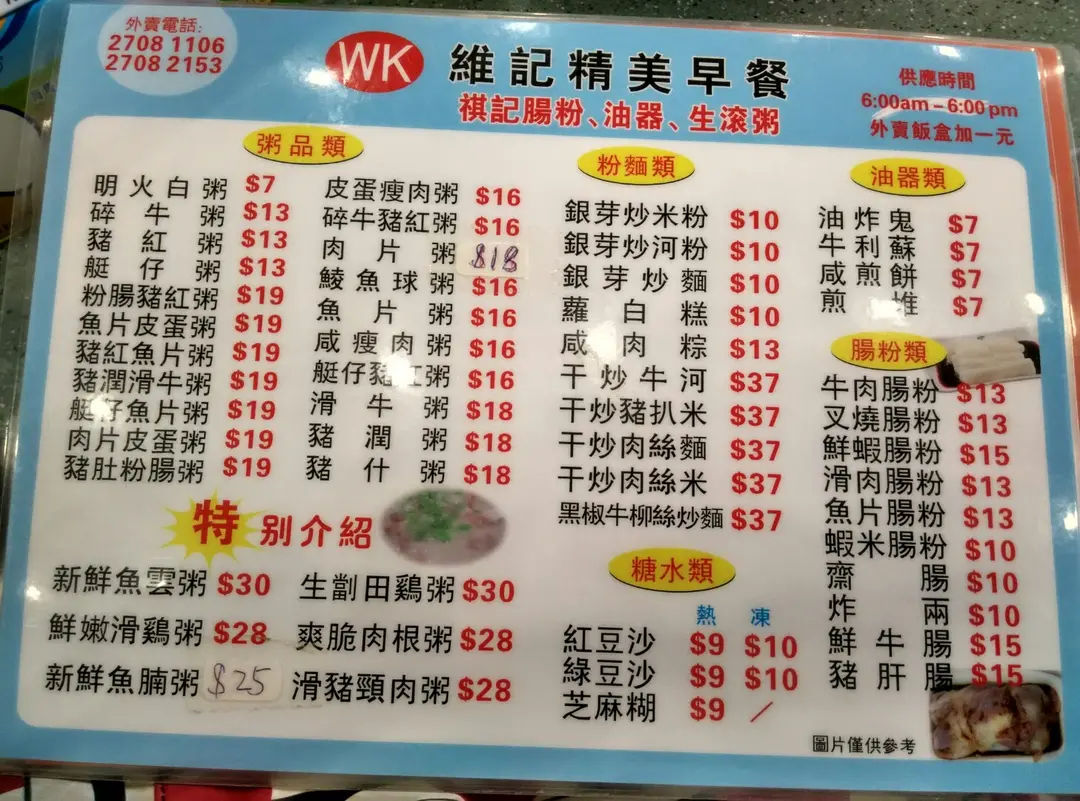 外賣電話:
2708 1106
2708 2153
WK 維記精美早餐
祺記腸粉、油器、生滾粥
供應時間
6:00am – 6:00 pm
外賣飯盒加一元
粥品類
明火白粥 $7
碎牛粥 $13
豬紅粥 $13
艇仔粥 $13
粉腸豬紅粥 $19
魚片皮蛋粥 $19
豬紅魚片粥 $19
豬潤滑牛粥 $19
艇仔魚片粥 $19
肉片皮蛋粥 $19
豬肚粉腸粥 $19
皮蛋瘦肉粥 $16
碎牛豬紅粥 $16
肉片粥 $18
鯪魚球粥 $16
魚片粥 $16
咸瘦肉粥 $16
艇仔豬紅粥 $16
滑牛粥 $18
豬潤粥 $18
豬什粥 $18
特别介紹
新鮮魚雲粥 $30
生劏田鷄粥 $30
鮮嫩滑鷄粥 $28
爽脆肉根粥 $28
新鮮魚腩粥 $25
滑豬頸肉粥 $28
粉麵類
銀芽炒米粉 $10
銀芽炒河粉 $10
銀芽炒麵 $10
蘿白糕 $10
咸肉粽 $13
干炒牛河 $37
干炒豬扒米 $37
干炒肉絲麵 $37
干炒肉絲米 $37
黑椒牛柳絲炒麵 $37
糖水類
熱 凍
紅豆沙 $9 $10
綠豆沙 $9 $10
芝麻糊 $9 /
油器類
油炸鬼 $7
牛利蘇 $7
咸煎餅 $7
煎堆 $7
腸粉類
牛肉腸粉 $13
叉燒腸粉 $13
鮮蝦腸粉 $15
滑肉腸粉 $13
魚片腸粉 $13
蝦米腸粉 $10
齋腸 $10
炸兩 $10
鮮牛腸 $15
豬肝腸 $15
圖片僅供參考